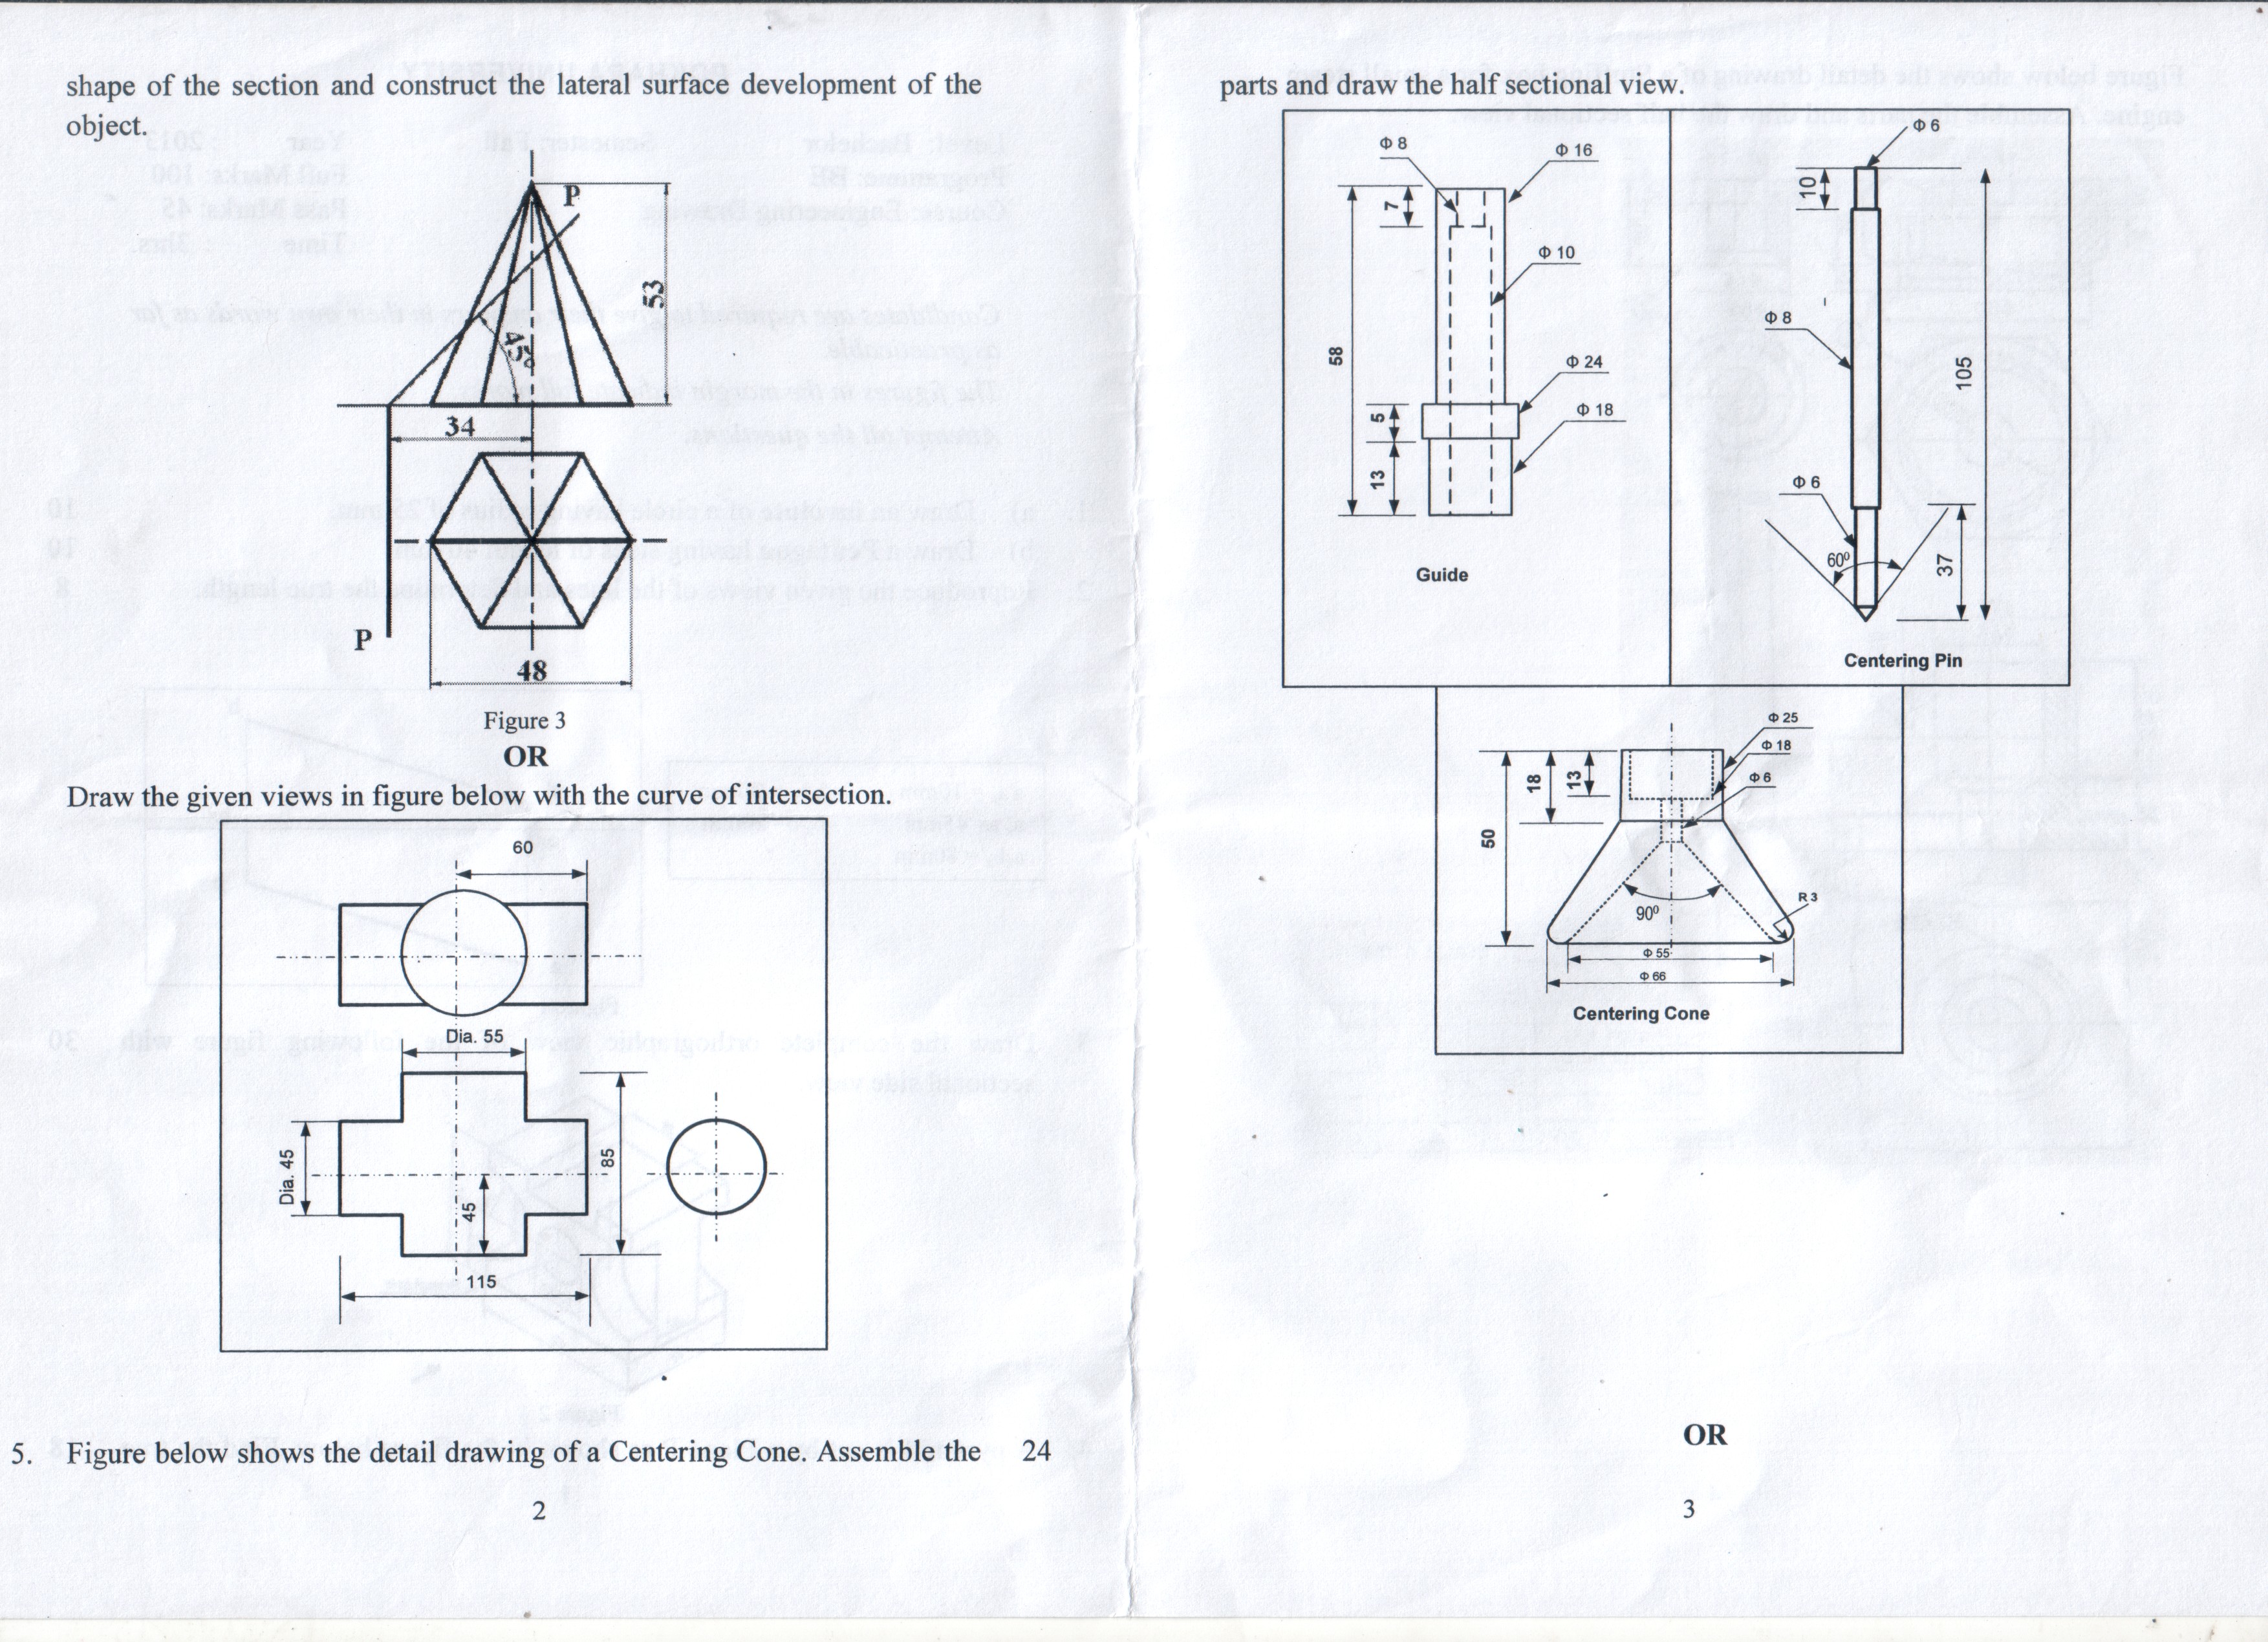 shape of the section and construct the lateral surface development of the
object.
P
53
45°
34
P
48
Figure 3
OR
Draw the given views in figure below with the curve of intersection.
60
Dia. 55
Dia. 45
85
45
115
5. Figure below shows the detail drawing of a Centering Cone. Assemble the 24
2
parts and draw the half sectional view.
Φ 8
Φ 16
7
Φ 10
58
Φ 24
5
Φ 18
13
Guide
Φ 6
10
Φ 8
105
Φ 6
60⁰
37
Centering Pin
Φ 25
Φ 18
Φ 6
18
13
50
R 3
90⁰
Φ 55
Φ 66
Centering Cone
OR
3